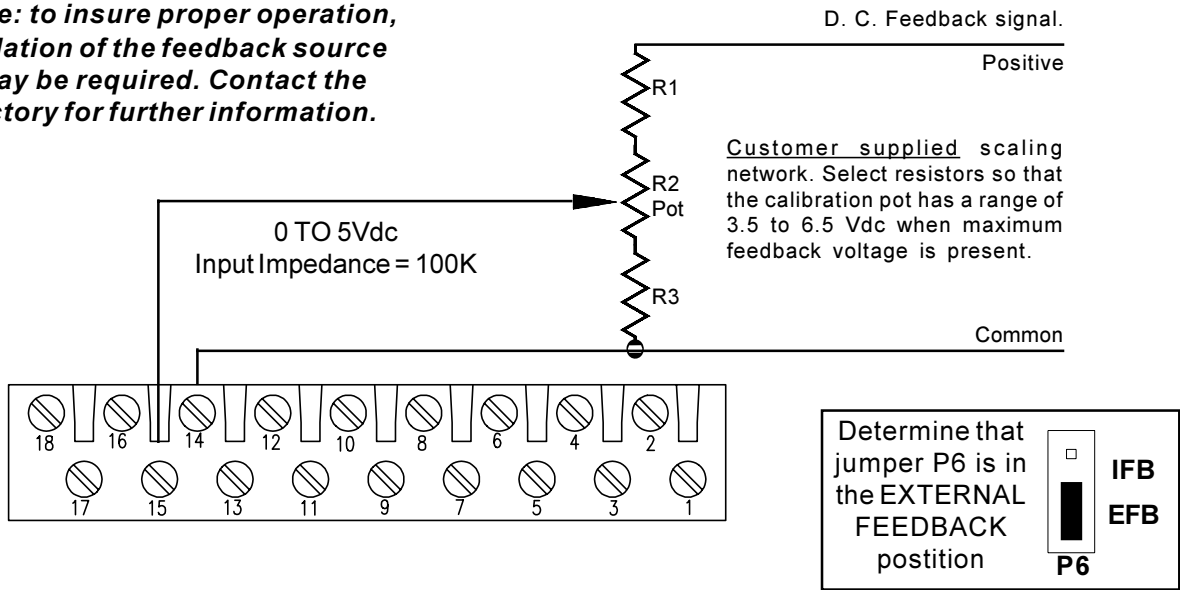 to insure proper operation,
of the feedback source
be required. Contact the
for further information.
D. C. Feedback signal.
Positive
R1
Customer supplied scaling
network. Select resistors so that
the calibration pot has a range of
3.5 to 6.5 Vdc when maximum
feedback voltage is present.
R2
Pot
0 TO 5Vdc
Input Impedance = 100K
R3
Common
18 16 14 12 10 8 6 4 2
17 15 13 11 9 7 5 3 1
Determine that
jumper P6 is in
the EXTERNAL
FEEDBACK
postition
IFB
EFB
P6